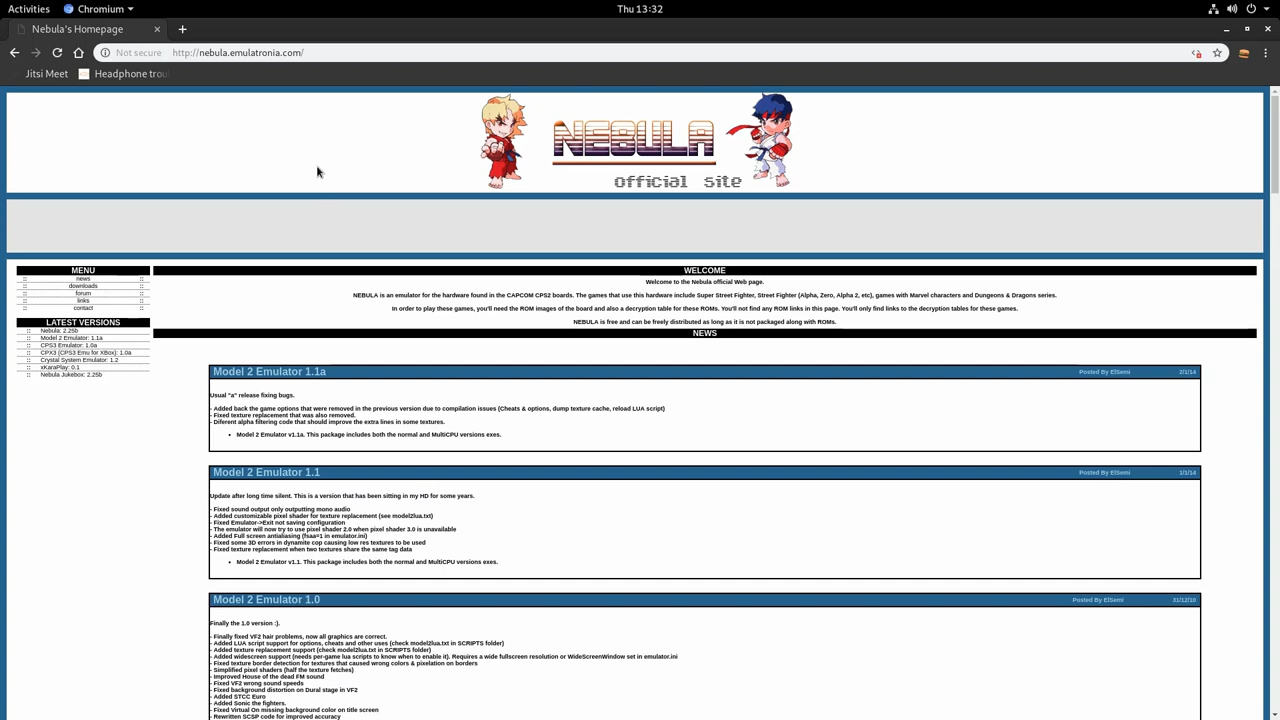 Activities Chromium Thu 13:32
Nebula's Homepage
Not secure http://nebula.emulatronia.com/
Jitsi Meet Headphone trou
NEBULA
official site
MENU
:: news ::
:: downloads ::
:: forum ::
:: links ::
:: contact ::
LATEST VERSIONS
:: Nebula: 2.25b
:: Model 2 Emulator: 1.1a
:: CPS3 Emulator: 1.0a
:: CPX3 (CPS3 Emu for XBox): 1.0a
:: Crystal System Emulator: 1.2
:: xKaraPlay: 0.1
:: Nebula Jukebox: 2.25b
WELCOME
Welcome to the Nebula official Web page.
NEBULA is an emulator for the hardware found in the CAPCOM CPS2 boards. The games that use this hardware include Super Street Fighter, Street Fighter (Alpha, Zero, Alpha 2, etc), games with Marvel characters and Dungeons & Dragons series.
In order to play these games, you'll need the ROM images of the board and also a decryption table for these ROMs. You'll not find any ROM links in this page. You'll only find links to the decryption tables for these games.
NEBULA is free and can be freely distributed as long as it is not packaged along with ROMs.
NEWS
Model 2 Emulator 1.1a Posted By ElSemi 2/1/14
Usual "a" release fixing bugs.
- Added back the game options that were removed in the previous version due to compilation issues (Cheats & options, dump texture cache, reload LUA script)
- Fixed texture replacement that was also removed.
- Diferent alpha filtering code that should improve the extra lines in some textures.
• Model 2 Emulator v1.1a. This package includes both the normal and MultiCPU versions exes.
Model 2 Emulator 1.1 Posted By ElSemi 1/1/14
Update after long time silent. This is a version that has been sitting in my HD for some years.
- Fixed sound output only outputting mono audio
- Added customizable pixel shader for texture replacement (see model2lua.txt)
- Fixed Emulator->Exit not saving configuration
- The emulator will now try to use pixel shader 2.0 when pixel shader 3.0 is unavailable
- Added Full screen antialiasing (fsaa=1 in emulator.ini)
- Fixed some 3D errors in dynamite cop causing low res textures to be used
- Fixed texture replacement when two textures share the same tag data
• Model 2 Emulator v1.1. This package includes both the normal and MultiCPU versions exes.
Model 2 Emulator 1.0 Posted By ElSemi 31/12/10
Finally the 1.0 version :).
- Finally fixed VF2 hair problems, now all graphics are correct.
- Added LUA script support for options, cheats and other uses (check model2lua.txt in SCRIPTS folder)
- Added texture replacement support (check model2lua.txt in SCRIPTS folder)
- Added widescreen support (needs per-game lua scripts to know when to enable it). Requires a wide fullscreen resolution or WideScreenWindow set in emulator.ini
- Fixed texture border detection for textures that caused wrong colors & pixelation on borders
- Simplified pixel shaders (half the texture fetches)
- Improved House of the dead FM sound
- Fixed VF2 wrong sound speeds
- Fixed background distortion on Dural stage in VF2
- Added STCC Euro
- Added Sonic the fighters.
- Fixed Virtual On missing background color on title screen
- Rewritten SCSP code for improved accuracy